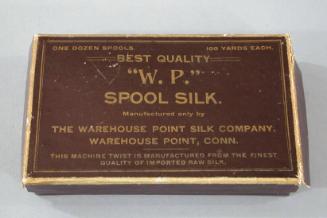 ONE DOZEN SPOOLS. 100 YARDS EACH.
BEST QUALITY
"W. P."
SPOOL SILK.
Manufactured only by
THE WAREHOUSE POINT SILK COMPANY.
WAREHOUSE POINT, CONN.
THIS MACHINE TWIST IS MANUFACTURED FROM THE FINEST
QUALITY OF IMPORTED RAW SILK.